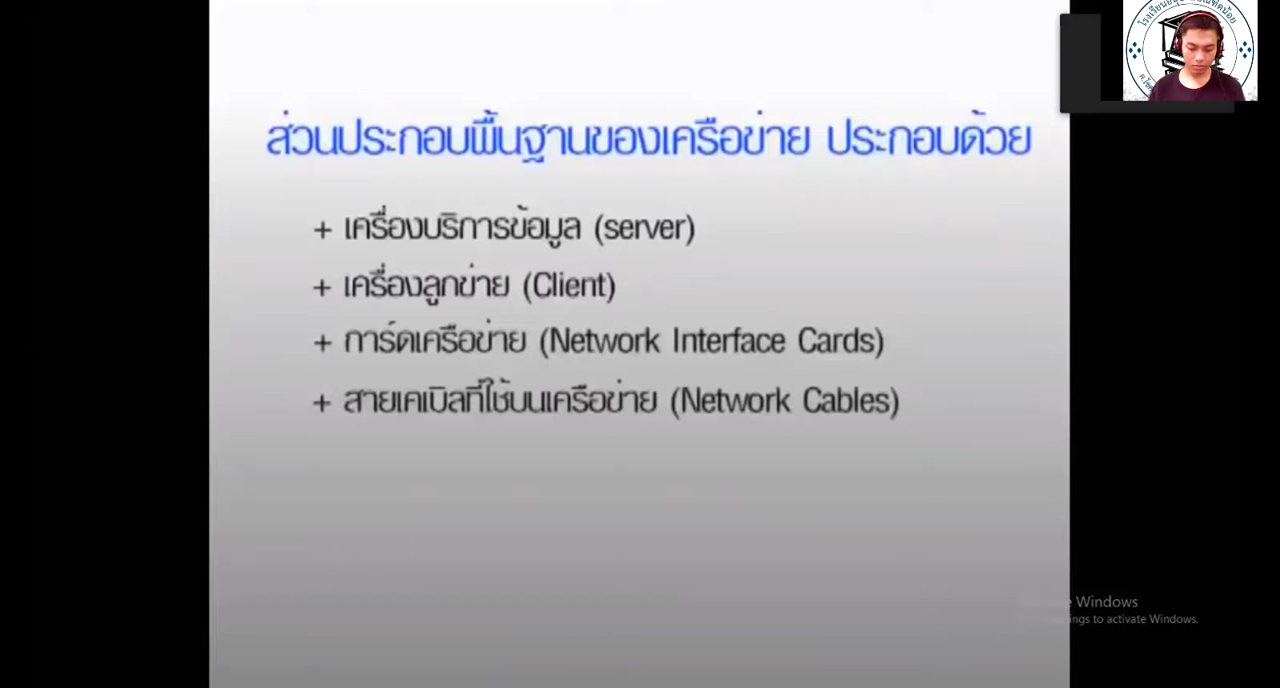 ส่วนประกอบพื้นฐานของเครือข่าย ประกอบด้วย
+ เครื่องบริการข้อมูล (server)
+ เครื่องลูกข่าย (Client)
+ การ์ดเครือข่าย (Network Interface Cards)
+ สายเคเบิลที่ใช้บนเครือข่าย (Network Cables)
Windows
to activate Windows.